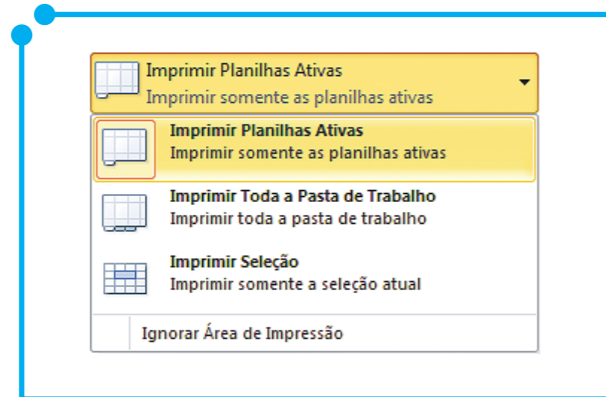 Imprimir Planilhas Ativas
Imprimir somente as planilhas ativas
Imprimir Planilhas Ativas
Imprimir somente as planilhas ativas
Imprimir Toda a Pasta de Trabalho
Imprimir toda a pasta de trabalho
Imprimir Seleção
Imprimir somente a seleção atual
Ignorar Área de Impressão